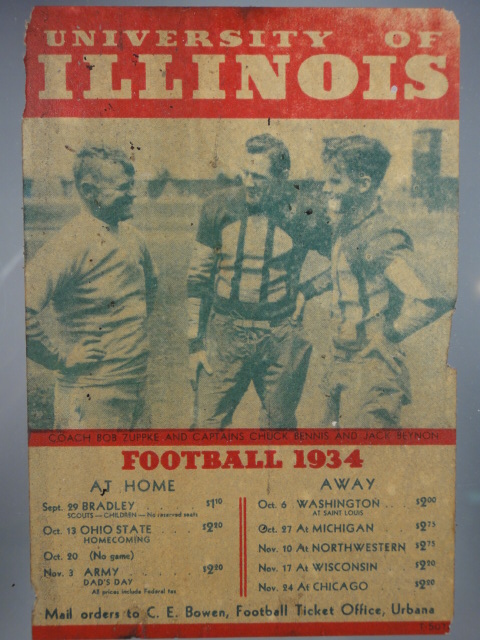 UNIVERSITY OF
ILLINOIS
COACH BOB ZUPPKE AND CAPTAINS CHUCK BENNIS AND JACK BEYNON
FOOTBALL 1934
AT HOME
Sept. 29 BRADLEY . . $1.10
SCOUTS — CHILDREN — No reserved seats
Oct. 13 OHIO STATE . . $2.20
HOMECOMING
Oct. 20 (No game)
Nov. 3 ARMY . . . . $2.20
DAD'S DAY
All prices include Federal tax
AWAY
Oct. 6 WASHINGTON . . $2.00
AT SAINT LOUIS
Oct. 27 At MICHIGAN . . $2.75
Nov. 10 At NORTHWESTERN $2.75
Nov. 17 At WISCONSIN . . $2.20
Nov. 24 At CHICAGO . . $2.20
Mail orders to C. E. Bowen, Football Ticket Office, Urbana